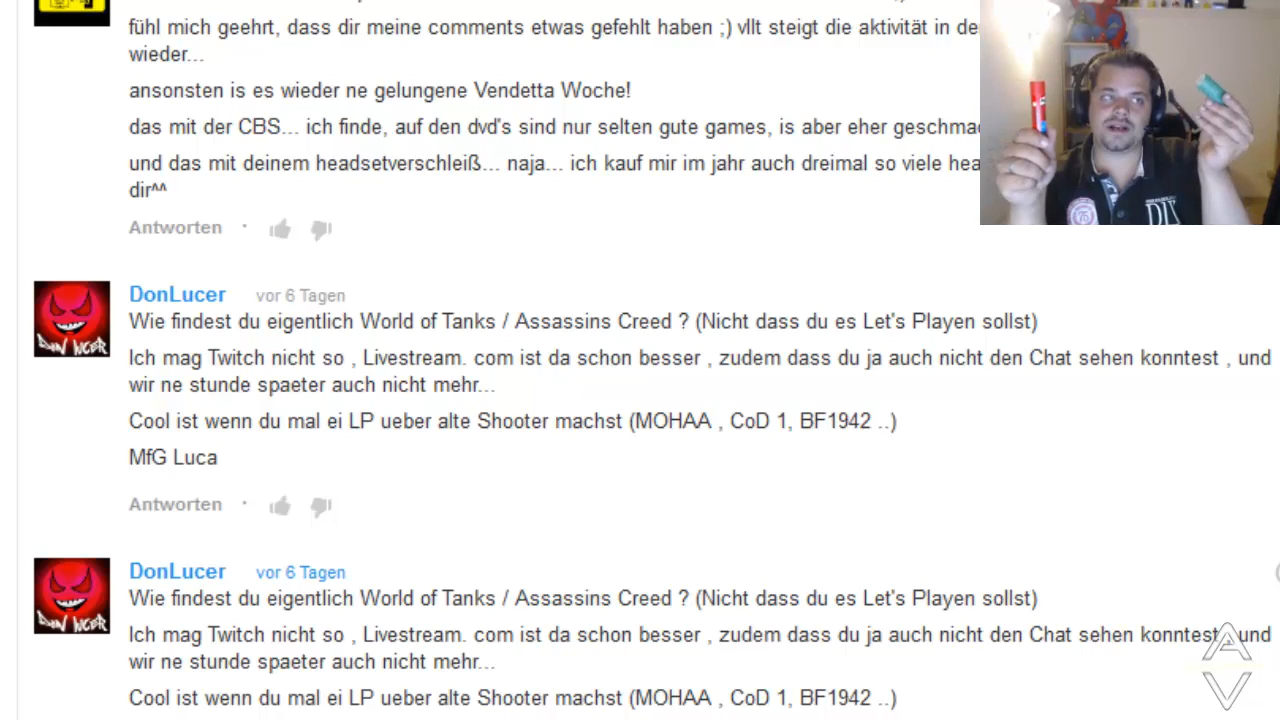 fühl mich geehrt, dass dir meine comments etwas gefehlt haben ;) vllt steigt die aktivität in de
wieder...
ansonsten is es wieder ne gelungene Vendetta Woche!
das mit der CBS... ich finde, auf den dvd's sind nur selten gute games, is aber eher geschma
und das mit deinem headsetverschleiß... naja... ich kauf mir im jahr auch dreimal so viele hea
dir^^
Antworten ·
DonLucer vor 6 Tagen
Wie findest du eigentlich World of Tanks / Assassins Creed ? (Nicht dass du es Let's Playen sollst)
Ich mag Twitch nicht so , Livestream. com ist da schon besser , zudem dass du ja auch nicht den Chat sehen konntest , und
wir ne stunde spaeter auch nicht mehr...
Cool ist wenn du mal ei LP ueber alte Shooter machst (MOHAA , CoD 1, BF1942 ..)
MfG Luca
Antworten ·
DON LUCER
DonLucer vor 6 Tagen
Wie findest du eigentlich World of Tanks / Assassins Creed ? (Nicht dass du es Let's Playen sollst)
Ich mag Twitch nicht so , Livestream. com ist da schon besser , zudem dass du ja auch nicht den Chat sehen konntest , und
wir ne stunde spaeter auch nicht mehr...
Cool ist wenn du mal ei LP ueber alte Shooter machst (MOHAA , CoD 1, BF1942 ..)
DON LUCER
75
AV